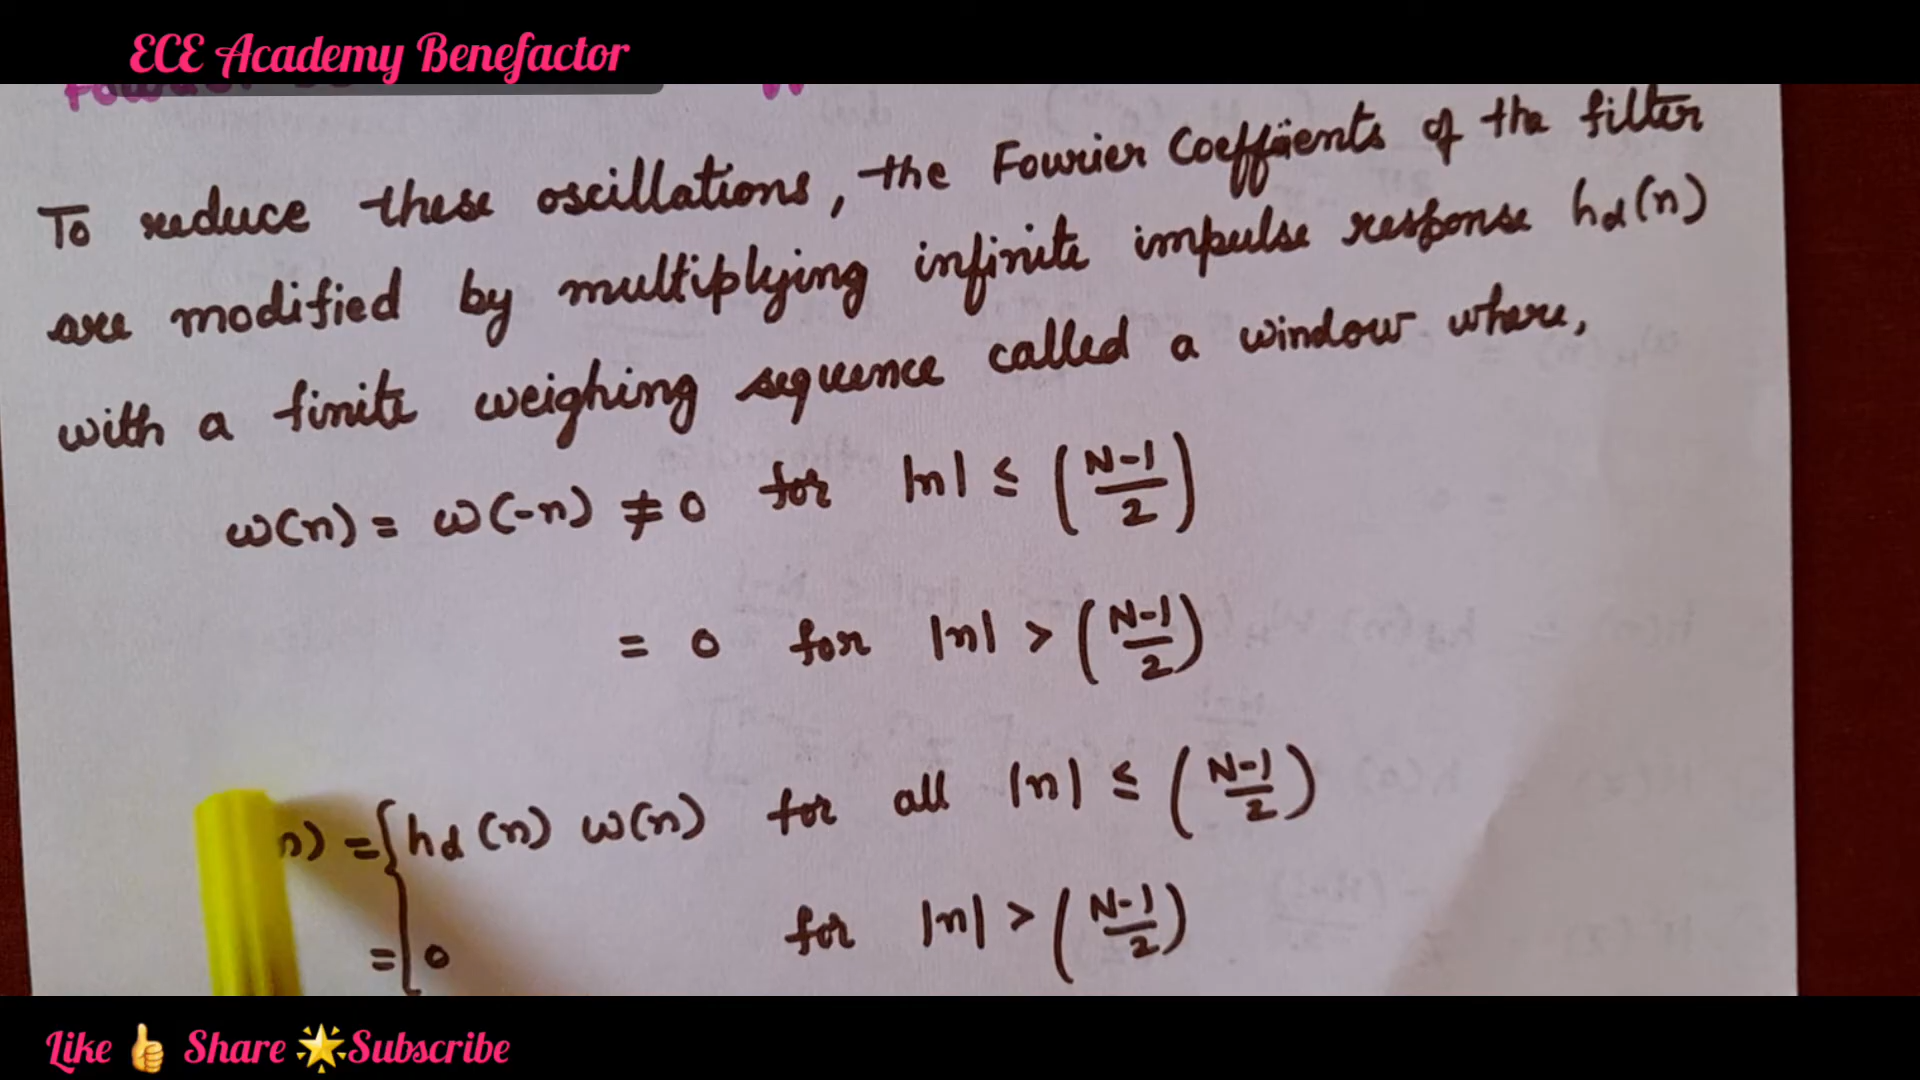 ECE Academy Benefactor
To reduce these oscillations, the Fourier Coefficients of the filter
are modified by multiplying infinite impulse response hd(n)
with a finite weighing sequence called a window where,
ω(n) = ω(-n) ≠ 0 for |n| ≤ (N-1/2)
= 0 for |n| > (N-1/2)
n) = { hd(n) ω(n) for all |n| ≤ (N-1/2)
= { 0 for |n| > (N-1/2)
Like 👍 Share 🌟Subscribe